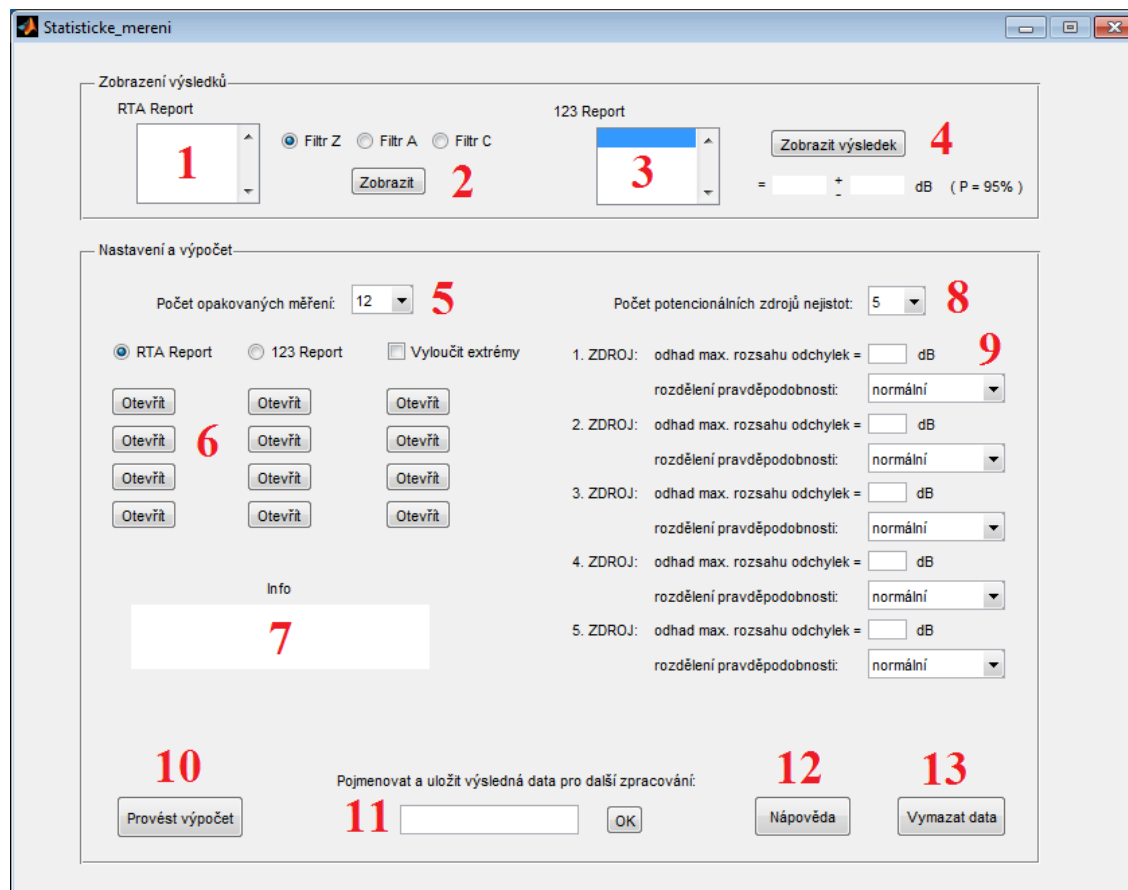 Statisticke_mereni
Zobrazení výsledků
RTA Report
123 Report
1
Filtr Z Filtr A Filtr C
Zobrazit
2
3
Zobrazit výsledek
4
= + - dB ( P = 95% )
Nastavení a výpočet
Počet opakovaných měření: 12
5
Počet potencionálních zdrojů nejistot: 5
8
RTA Report 123 Report Vyloučit extrémy
Otevřít Otevřít Otevřít
Otevřít Otevřít Otevřít
Otevřít Otevřít Otevřít
Otevřít Otevřít Otevřít
6
Info
7
1. ZDROJ: odhad max. rozsahu odchylek = dB
9
rozdělení pravděpodobnosti: normální
2. ZDROJ: odhad max. rozsahu odchylek = dB
rozdělení pravděpodobnosti: normální
3. ZDROJ: odhad max. rozsahu odchylek = dB
rozdělení pravděpodobnosti: normální
4. ZDROJ: odhad max. rozsahu odchylek = dB
rozdělení pravděpodobnosti: normální
5. ZDROJ: odhad max. rozsahu odchylek = dB
rozdělení pravděpodobnosti: normální
10
Provést výpočet
Pojmenovat a uložit výsledná data pro další zpracování:
11
OK
12
Nápověda
13
Vymazat data